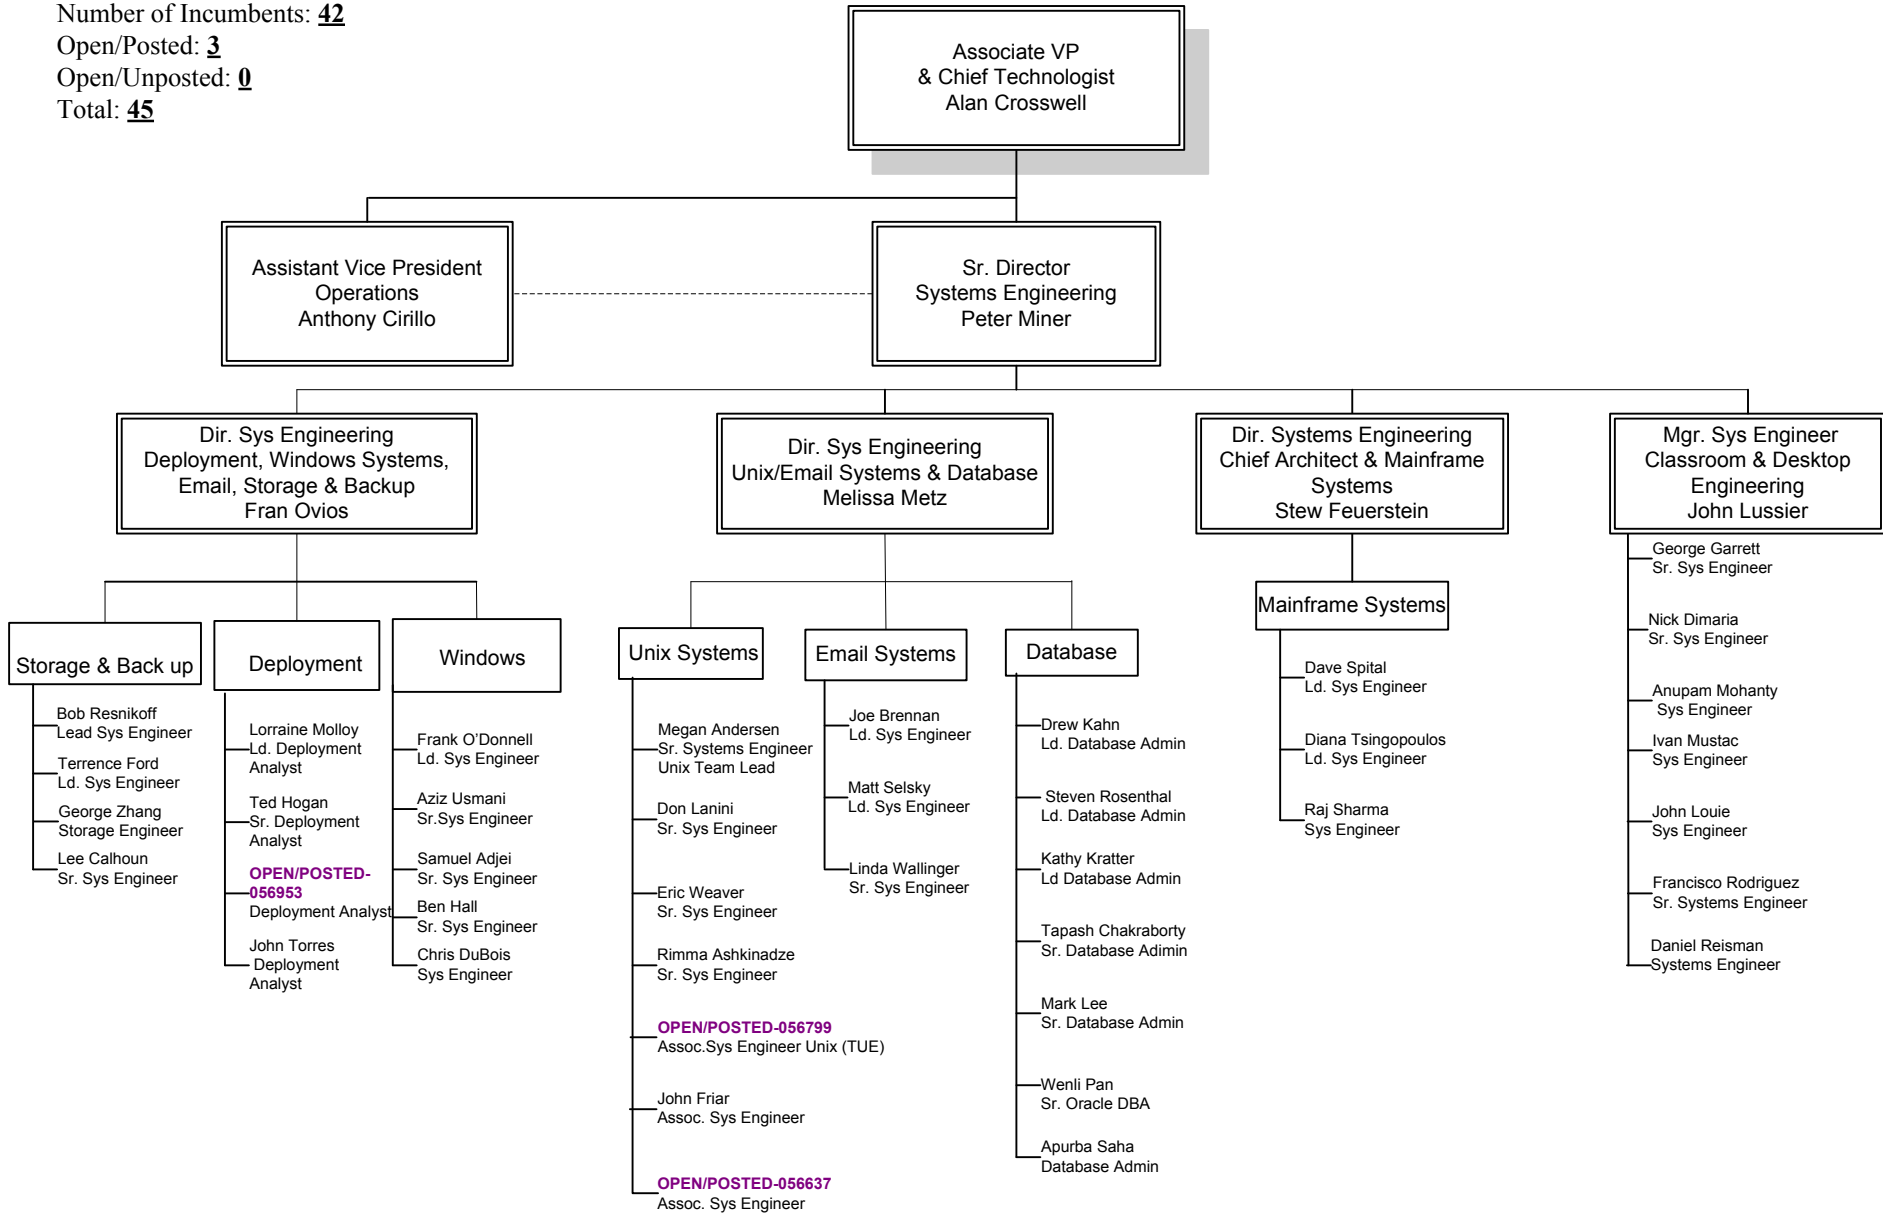 Number of Incumbents: 42
Open/Posted: 3
Open/Unposted: 0
Total: 45
Associate VP
& Chief Technologist
Alan Crosswell
Assistant Vice President
Operations
Anthony Cirillo
Sr. Director
Systems Engineering
Peter Miner
Dir. Sys Engineering
Deployment, Windows Systems,
Email, Storage & Backup
Fran Ovios
Dir. Sys Engineering
Unix/Email Systems & Database
Melissa Metz
Dir. Systems Engineering
Chief Architect & Mainframe
Systems
Stew Feuerstein
Mgr. Sys Engineer
Classroom & Desktop
Engineering
John Lussier
Storage & Back up
Bob Resnikoff
Lead Sys Engineer
Terrence Ford
Ld. Sys Engineer
George Zhang
Storage Engineer
Lee Calhoun
Sr. Sys Engineer
Deployment
Lorraine Molloy
Ld. Deployment
Analyst
Ted Hogan
Sr. Deployment
Analyst
OPEN/POSTED-
056953
Deployment Analyst
John Torres
Deployment
Analyst
Windows
Frank O'Donnell
Ld. Sys Engineer
Aziz Usmani
Sr.Sys Engineer
Samuel Adjei
Sr. Sys Engineer
Ben Hall
Sr. Sys Engineer
Chris DuBois
Sys Engineer
Unix Systems
Megan Andersen
Sr. Systems Engineer
Unix Team Lead
Don Lanini
Sr. Sys Engineer
Eric Weaver
Sr. Sys Engineer
Rimma Ashkinadze
Sr. Sys Engineer
OPEN/POSTED-056799
Assoc.Sys Engineer Unix (TUE)
John Friar
Assoc. Sys Engineer
OPEN/POSTED-056637
Assoc. Sys Engineer
Email Systems
Joe Brennan
Ld. Sys Engineer
Matt Selsky
Ld. Sys Engineer
Linda Wallinger
Sr. Sys Engineer
Database
Drew Kahn
Ld. Database Admin
Steven Rosenthal
Ld. Database Admin
Kathy Kratter
Ld Database Admin
Tapash Chakraborty
Sr. Database Adimin
Mark Lee
Sr. Database Admin
Wenli Pan
Sr. Oracle DBA
Apurba Saha
Database Admin
Mainframe Systems
Dave Spital
Ld. Sys Engineer
Diana Tsingopoulos
Ld. Sys Engineer
Raj Sharma
Sys Engineer
George Garrett
Sr. Sys Engineer
Nick Dimaria
Sr. Sys Engineer
Anupam Mohanty
Sys Engineer
Ivan Mustac
Sys Engineer
John Louie
Sys Engineer
Francisco Rodriguez
Sr. Systems Engineer
Daniel Reisman
Systems Engineer